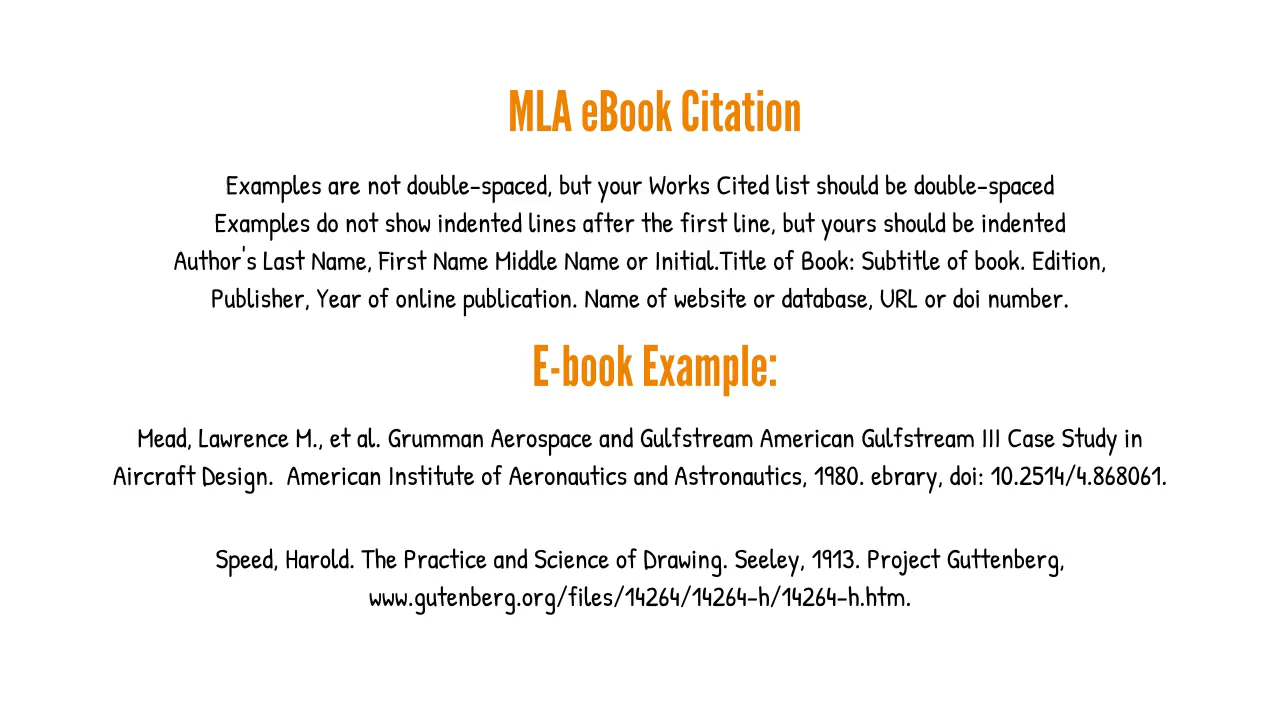 MLA eBook Citation
Examples are not double-spaced, but your Works Cited list should be double-spaced
Examples do not show indented lines after the first line, but yours should be indented
Author's Last Name, First Name Middle Name or Initial.Title of Book: Subtitle of book. Edition,
Publisher, Year of online publication. Name of website or database, URL or doi number.
E-book Example:
Mead, Lawrence M., et al. Grumman Aerospace and Gulfstream American Gulfstream III Case Study in
Aircraft Design.  American Institute of Aeronautics and Astronautics, 1980. ebrary, doi: 10.2514/4.868061.
Speed, Harold. The Practice and Science of Drawing. Seeley, 1913. Project Guttenberg,
www.gutenberg.org/files/14264/14264-h/14264-h.htm.